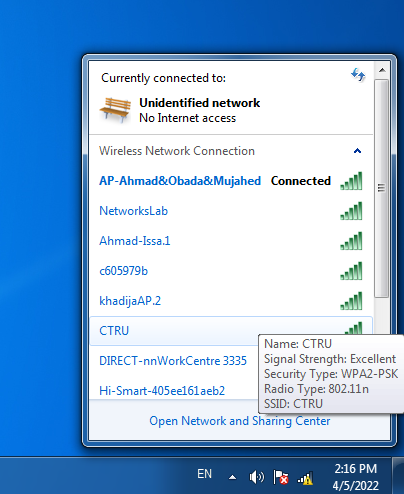 Currently connected to:
Unidentified network
No Internet access
Wireless Network Connection
AP-Ahmad&Obada&Mujahed Connected
NetworksLab
Ahmad-Issa.1
c605979b
khadijaAP.2
CTRU
Name: CTRU
Signal Strength: Excellent
Security Type: WPA2-PSK
Radio Type: 802.11n
SSID: CTRU
DIRECT-nnWorkCentre 3335
Hi-Smart-405ee161aeb2
Open Network and Sharing Center
EN
2:16 PM
4/5/2022